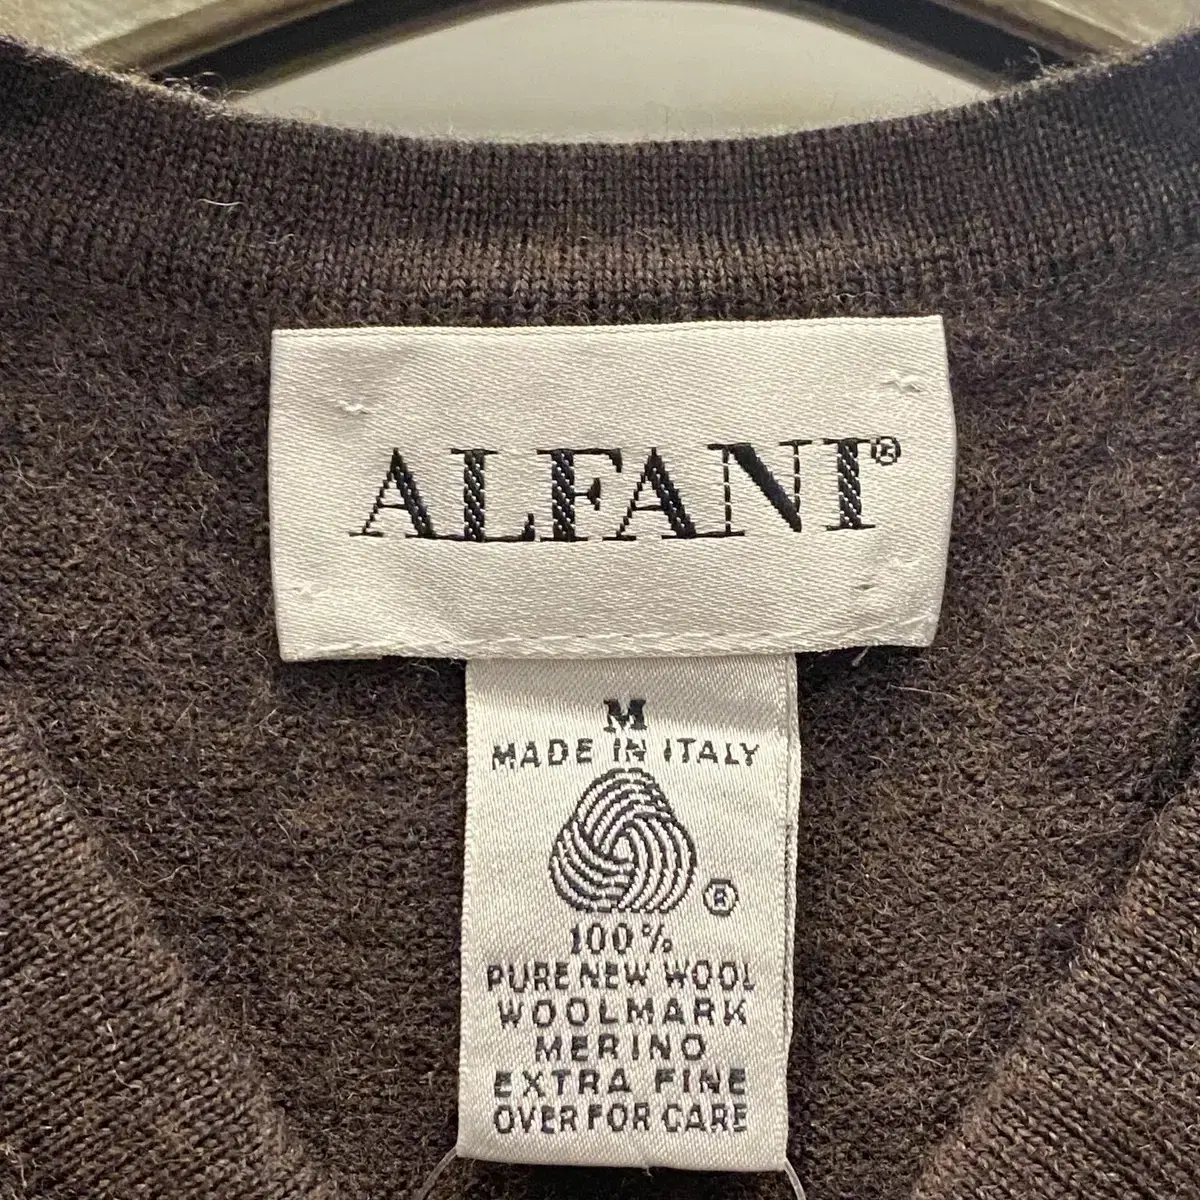 ALFANI®
M
MADE IN ITALY
®
100%
PURE NEW WOOL
WOOLMARK
MERINO
EXTRA FINE
OVER FOR CARE